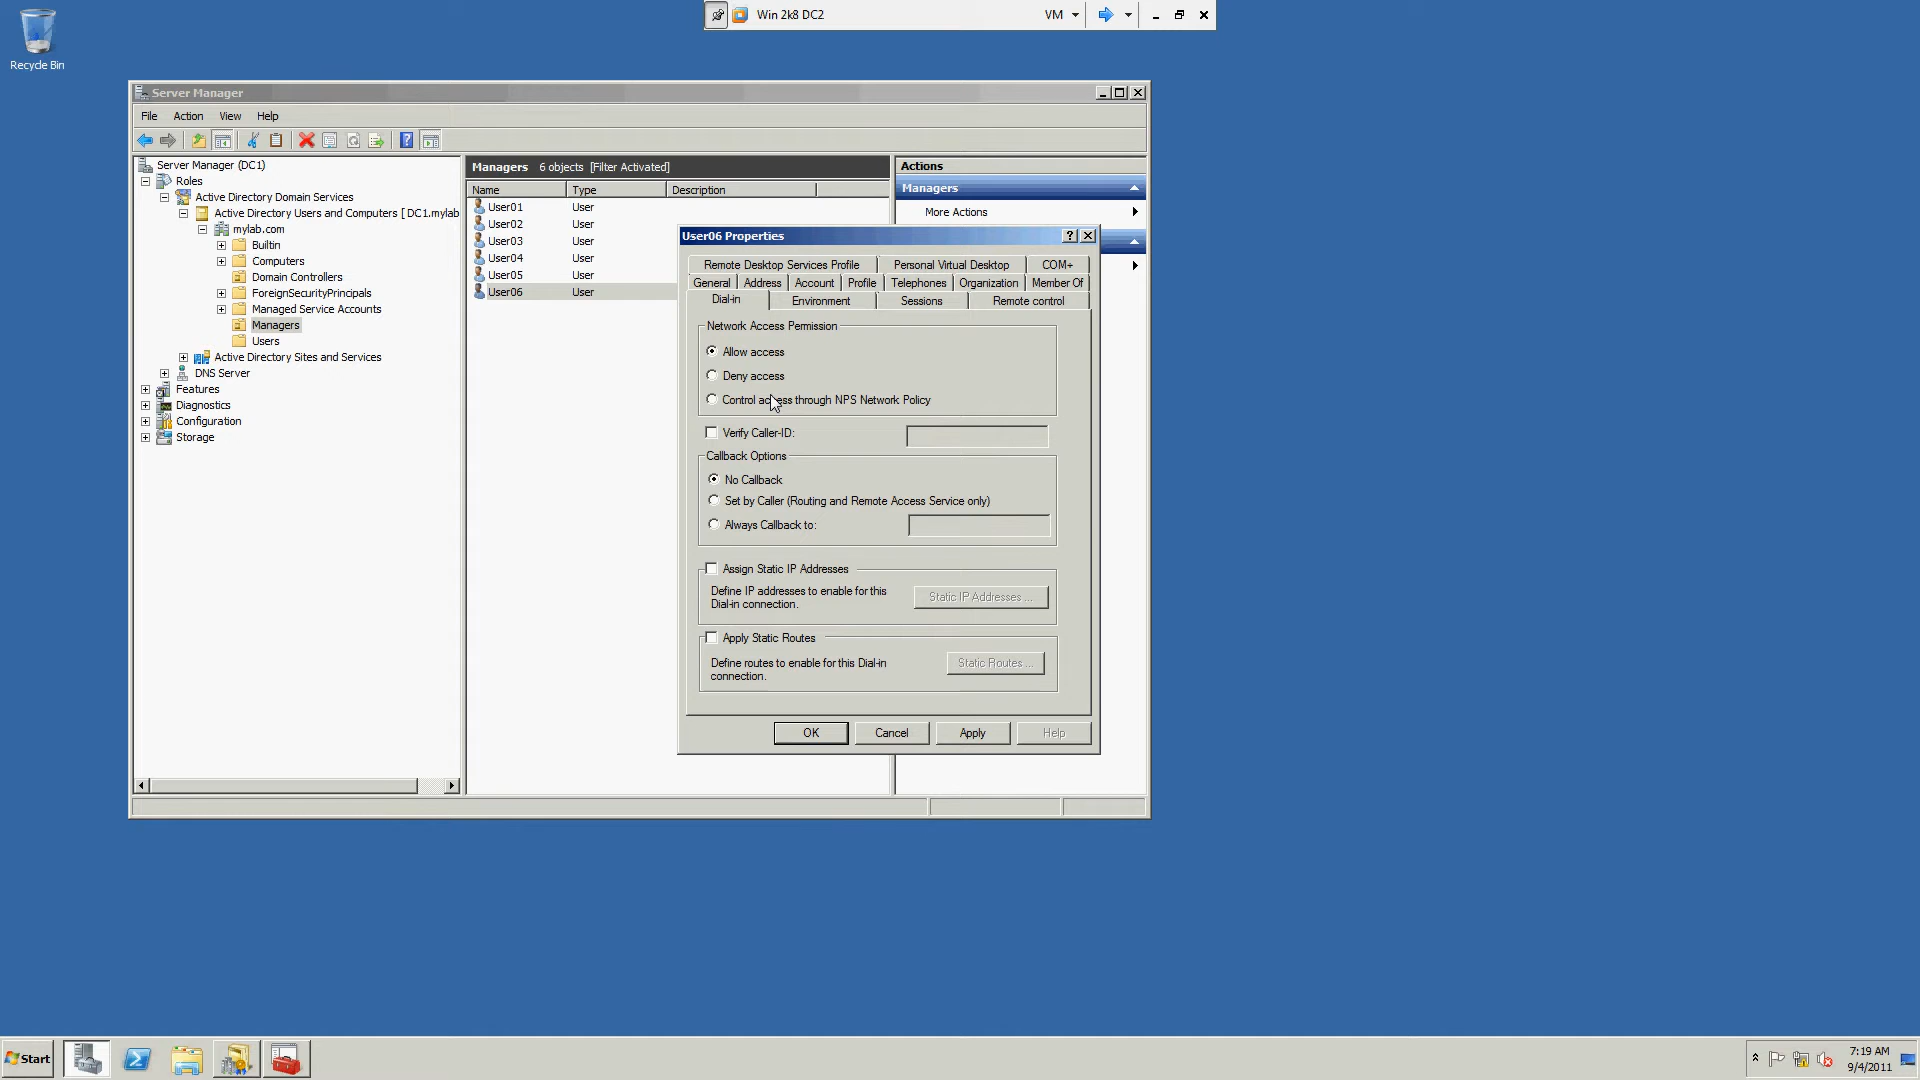 Win 2k8 DC2
VM
Recycle Bin
Server Manager
File Action View Help
Server Manager (DC1)
Roles
Active Directory Domain Services
Active Directory Users and Computers [ DC1.mylab
mylab.com
Builtin
Computers
Domain Controllers
ForeignSecurityPrincipals
Managed Service Accounts
Managers
Users
Active Directory Sites and Services
DNS Server
Features
Diagnostics
Configuration
Storage
Managers 6 objects [Filter Activated]
Name Type Description
User01 User
User02 User
User03 User
User04 User
User05 User
User06 User
Actions
Managers
More Actions
User06 Properties
Remote Desktop Services Profile Personal Virtual Desktop COM+
General Address Account Profile Telephones Organization Member Of
Dial-in Environment Sessions Remote control
Network Access Permission
Allow access
Deny access
Control access through NPS Network Policy
Verify Caller-ID:
Callback Options
No Callback
Set by Caller (Routing and Remote Access Service only)
Always Callback to:
Assign Static IP Addresses
Define IP addresses to enable for this
Dial-in connection.
Static IP Addresses ...
Apply Static Routes
Define routes to enable for this Dial-in
connection.
Static Routes ...
OK Cancel Apply Help
Start
7:19 AM
9/4/2011